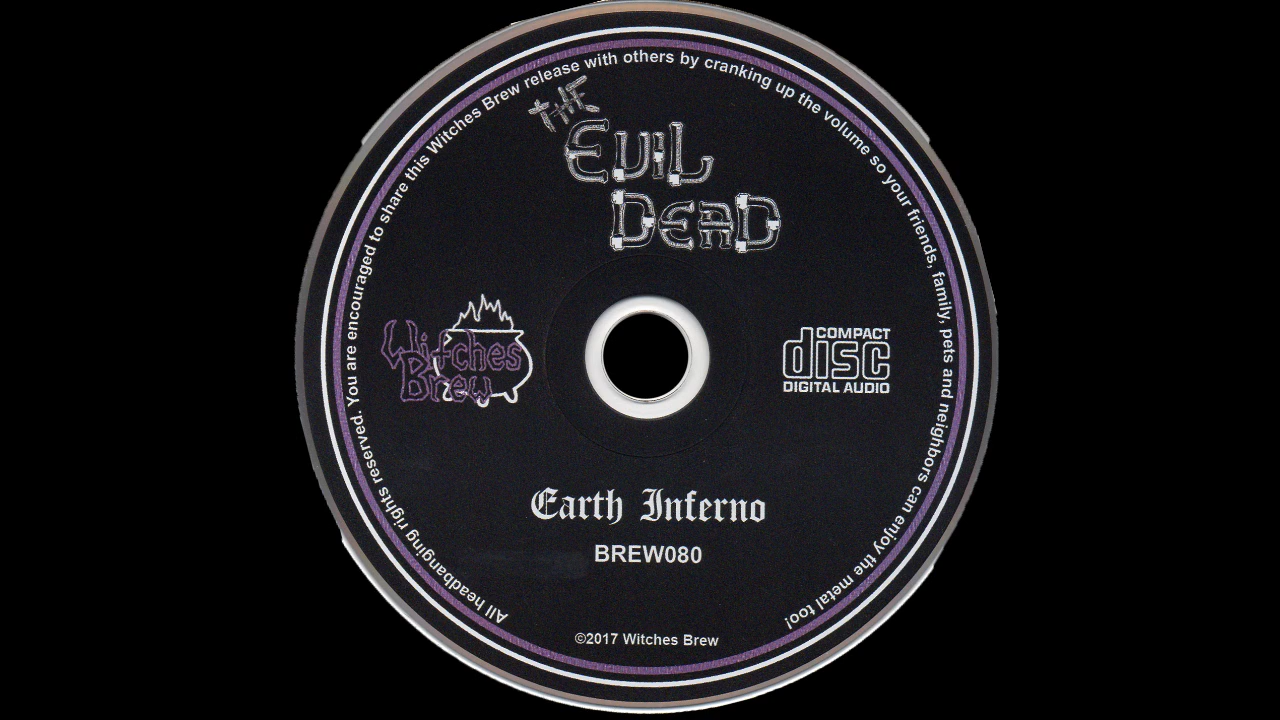 All headbanging rights reserved. You are encouraged to share this Witches Brew release with others by cranking up the volume so your friends, family, pets and neighbors can enjoy the metal too!
THE
EVIL
DEAD
Witches
Brew
COMPACT
disc
DIGITAL AUDIO
Earth Inferno
BREW080
©2017 Witches Brew